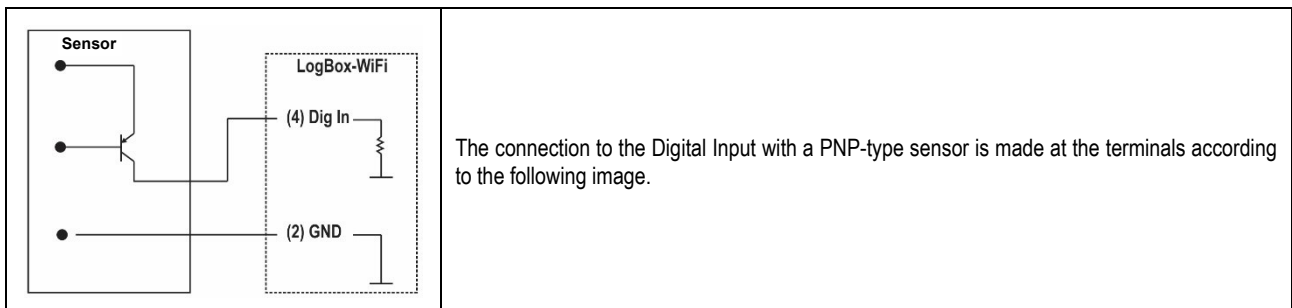 Sensor
LogBox-WiFi
(4) Dig In
(2) GND
The connection to the Digital Input with a PNP-type sensor is made at the terminals according
to the following image.